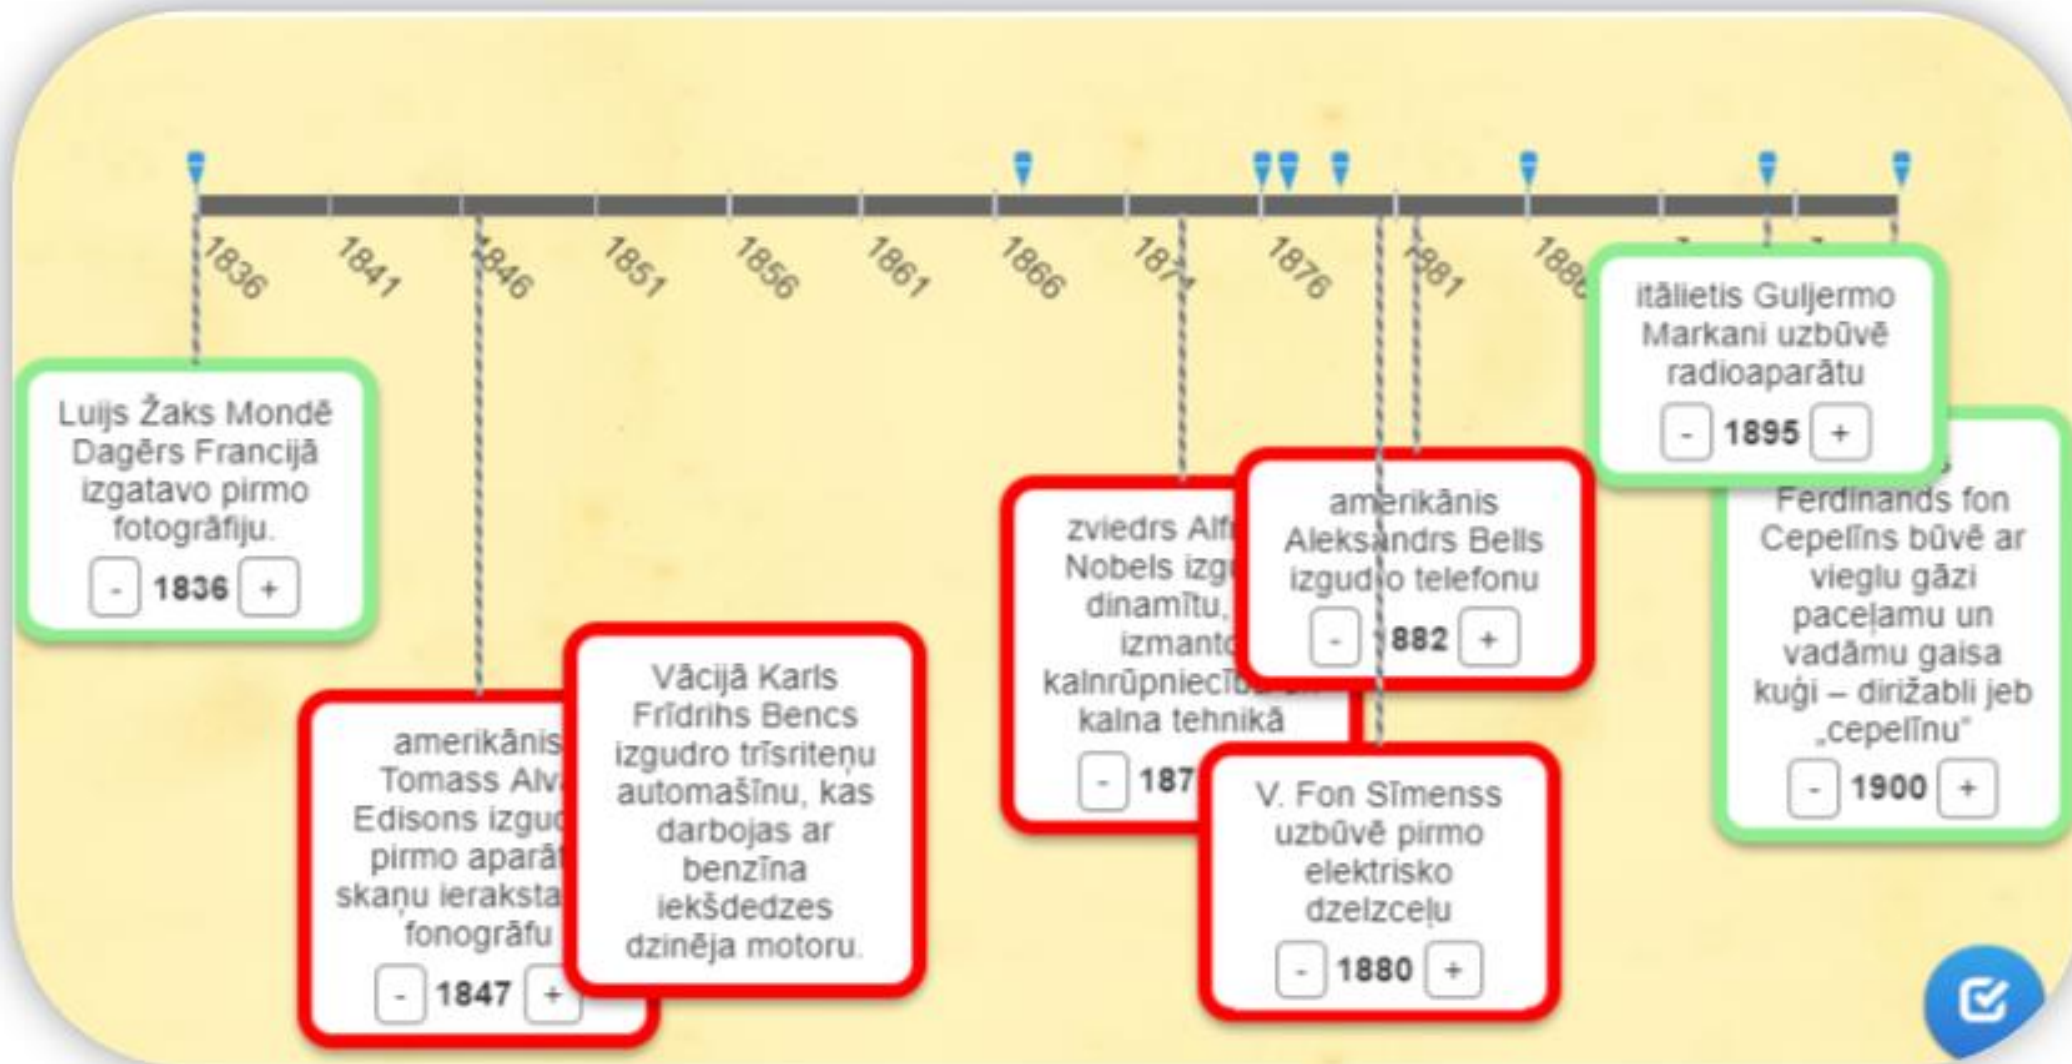 1836
1841
1846
1851
1856
1861
1866
1871
1876
1881
1886
Luijs Žaks Mondē
Dagērs Francijā
izgatavo pirmo
fotogrāfiju.
- 1836 +
amerikānis
Tomass
Edisons
pirmo
skaņu
fonogrāfu
- 1847 +
Vācijā Karls
Frīdrihs Bencs
izgudro trīsriteņu
automašīnu, kas
darbojas ar
benzīna
iekšdedzes
dzinēja motoru.
zviedrs
Nobels
dinamītu,
kalna tehnikā
-
amerikānis
Aleksandrs Bells
izgudro telefonu
- 1882 +
V. Fon Sīmenss
uzbūvē pirmo
elektrisko
dzelzceļu
- 1880 +
itālietis Guljermo
Markani uzbūvē
radioaparātu
- 1895 +
Ferdinands fon
Cepelīns būvē ar
vieglu gāzi
paceļamu un
vadāmu gaisa
kuģi – dirižabli jeb
„cepelīnu“
- 1900 +